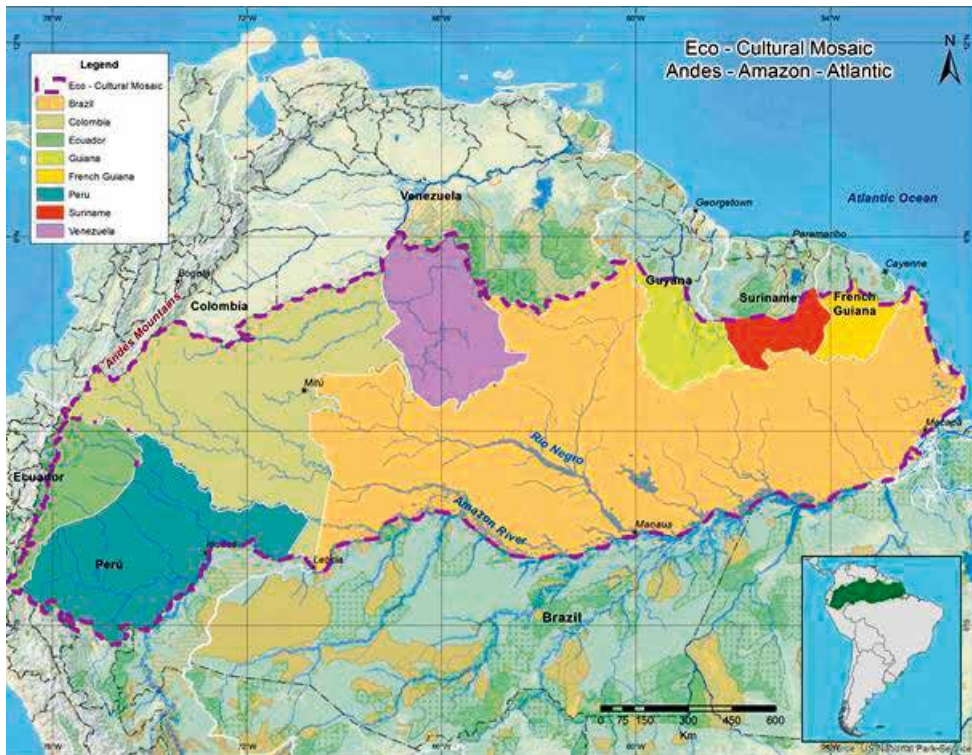 Eco - Cultural Mosaic
Andes - Amazon - Atlantic
N
Legend
Eco - Cultural Mosaic
Brazil
Colombia
Ecuador
Guiana
French Guiana
Peru
Suriname
Venezuela
Venezuela
Georgetown
Atlantic Ocean
Paramaribo
Cayenne
Bogotá
Colombia
Guyana
Suriname
French
Guiana
Andes Mountains
Mitú
Macapá
Rio Negro
Ecuador
Amazon River
Manaus
Leticia
Perú
Brazil
0 75 150 300 450 600
Km